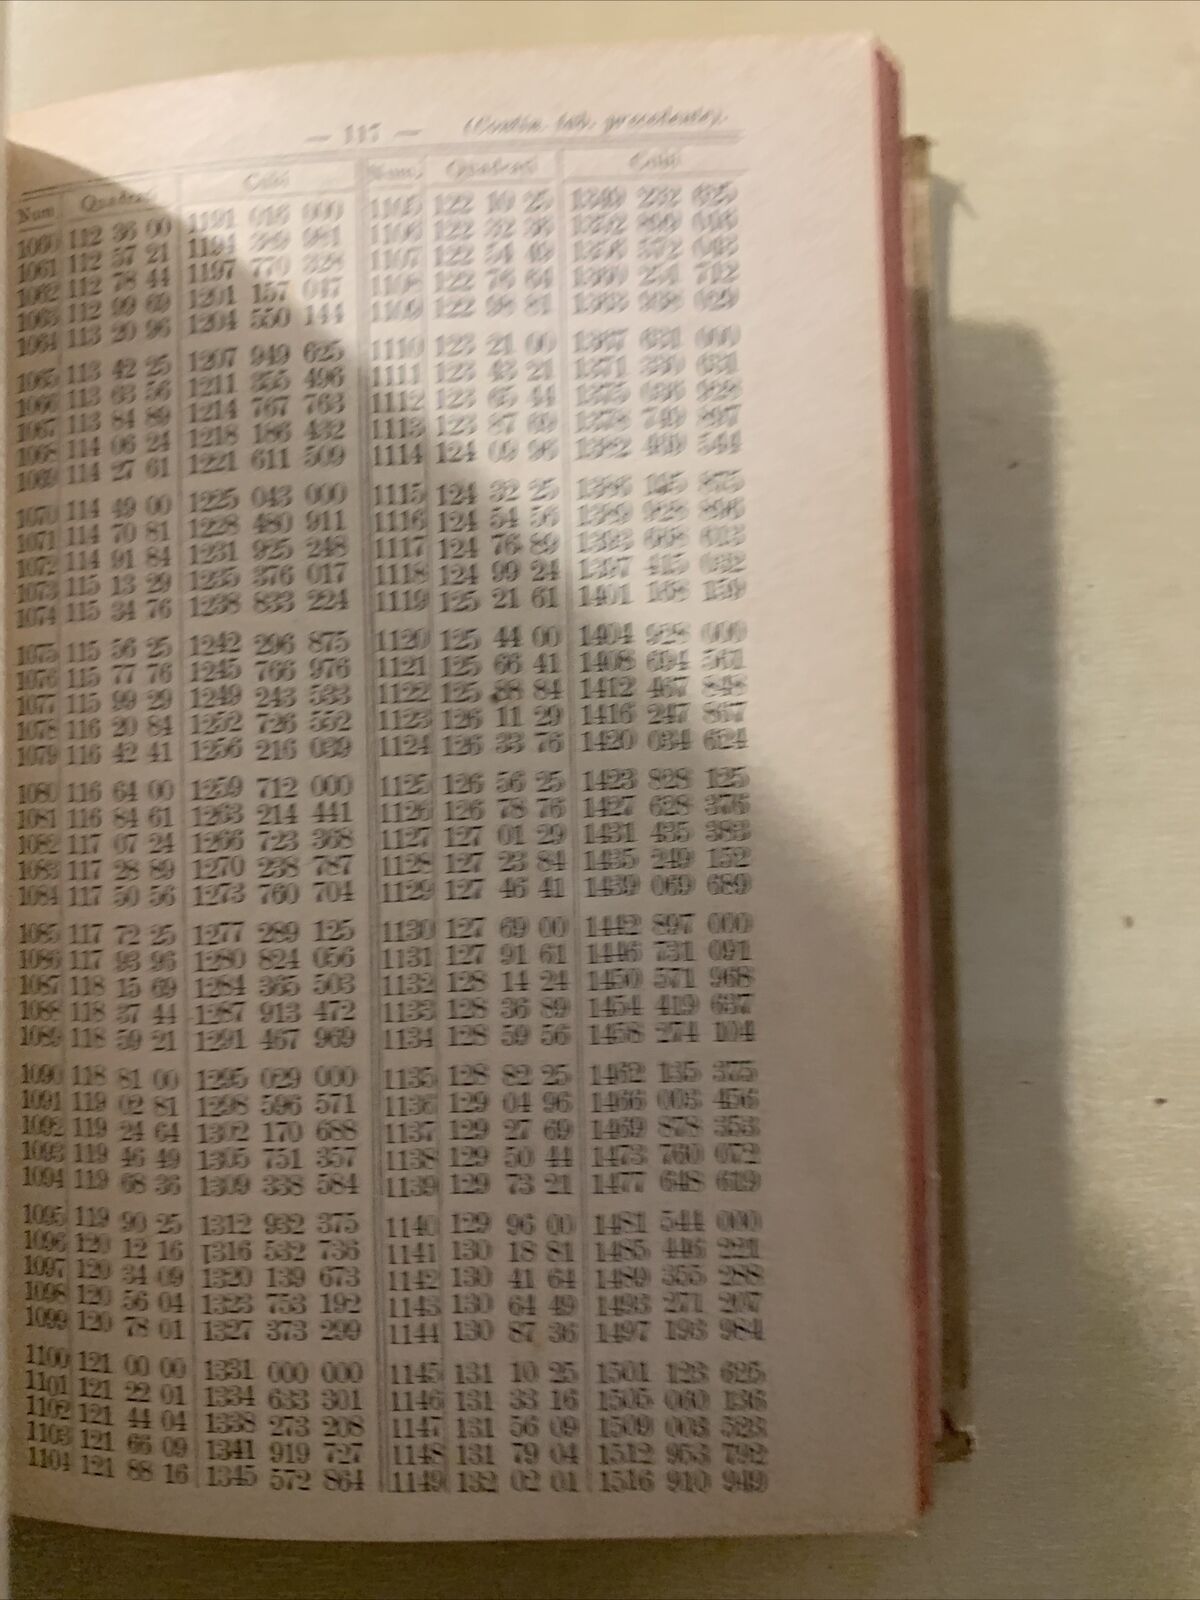 — 117 — (Contin. tab. precedente).
Num. Quadrati Cubi Num. Quadrati Cubi
1060 112 36 00 1191 016 000 1105 122 10 25 1349 232 625
1061 112 57 21 1194 389 981 1106 122 32 36 1352 899 016
1062 112 78 44 1197 770 328 1107 122 54 49 1356 572 043
1063 112 99 69 1201 157 047 1108 122 76 64 1360 251 712
1064 113 20 96 1204 550 144 1109 122 98 81 1363 938 029
1065 113 42 25 1207 949 625 1110 123 21 00 1367 631 000
1066 113 63 56 1211 355 496 1111 123 43 21 1371 330 631
1067 113 84 89 1214 767 763 1112 123 65 44 1375 036 928
1068 114 06 24 1218 186 432 1113 123 87 69 1378 749 897
1069 114 27 61 1221 611 509 1114 124 09 96 1382 469 544
1070 114 49 00 1225 043 000 1115 124 32 25 1386 195 875
1071 114 70 81 1228 480 911 1116 124 54 56 1389 928 896
1072 114 91 84 1231 925 248 1117 124 76 89 1393 668 613
1073 115 13 29 1235 376 017 1118 124 99 24 1397 415 032
1074 115 34 76 1238 833 224 1119 125 21 61 1401 168 159
1075 115 56 25 1242 296 875 1120 125 44 00 1404 928 000
1076 115 77 76 1245 766 976 1121 125 66 41 1408 694 561
1077 115 99 29 1249 243 533 1122 125 88 84 1412 467 848
1078 116 20 84 1252 726 552 1123 126 11 29 1416 247 867
1079 116 42 41 1256 216 039 1124 126 33 76 1420 034 624
1080 116 64 00 1259 712 000 1125 126 56 25 1423 828 125
1081 116 84 61 1263 214 441 1126 126 78 76 1427 628 376
1082 117 07 24 1266 723 368 1127 127 01 29 1431 435 383
1083 117 28 89 1270 238 787 1128 127 23 84 1435 249 152
1084 117 50 56 1273 760 704 1129 127 46 41 1439 069 689
1085 117 72 25 1277 289 125 1130 127 69 00 1442 897 000
1086 117 93 96 1280 824 056 1131 127 91 61 1446 731 091
1087 118 15 69 1284 365 503 1132 128 14 24 1450 571 968
1088 118 37 44 1287 913 472 1133 128 36 89 1454 419 637
1089 118 59 21 1291 467 969 1134 128 59 56 1458 274 104
1090 118 81 00 1295 029 000 1135 128 82 25 1462 135 375
1091 119 02 81 1298 596 571 1136 129 04 96 1466 003 456
1092 119 24 64 1302 170 688 1137 129 27 69 1469 878 353
1093 119 46 49 1305 751 357 1138 129 50 44 1473 760 072
1094 119 68 36 1309 338 584 1139 129 73 21 1477 648 619
1095 119 90 25 1312 932 375 1140 129 96 00 1481 544 000
1096 120 12 16 1316 532 736 1141 130 18 81 1485 446 221
1097 120 34 09 1320 139 673 1142 130 41 64 1489 355 288
1098 120 56 04 1323 753 192 1143 130 64 49 1493 271 207
1099 120 78 01 1327 373 299 1144 130 87 36 1497 193 984
1100 121 00 00 1331 000 000 1145 131 10 25 1501 123 625
1101 121 22 01 1334 633 301 1146 131 33 16 1505 060 136
1102 121 44 04 1338 273 208 1147 131 56 09 1509 003 523
1103 121 66 09 1341 919 727 1148 131 79 04 1512 953 792
1104 121 88 16 1345 572 864 1149 132 02 01 1516 910 949